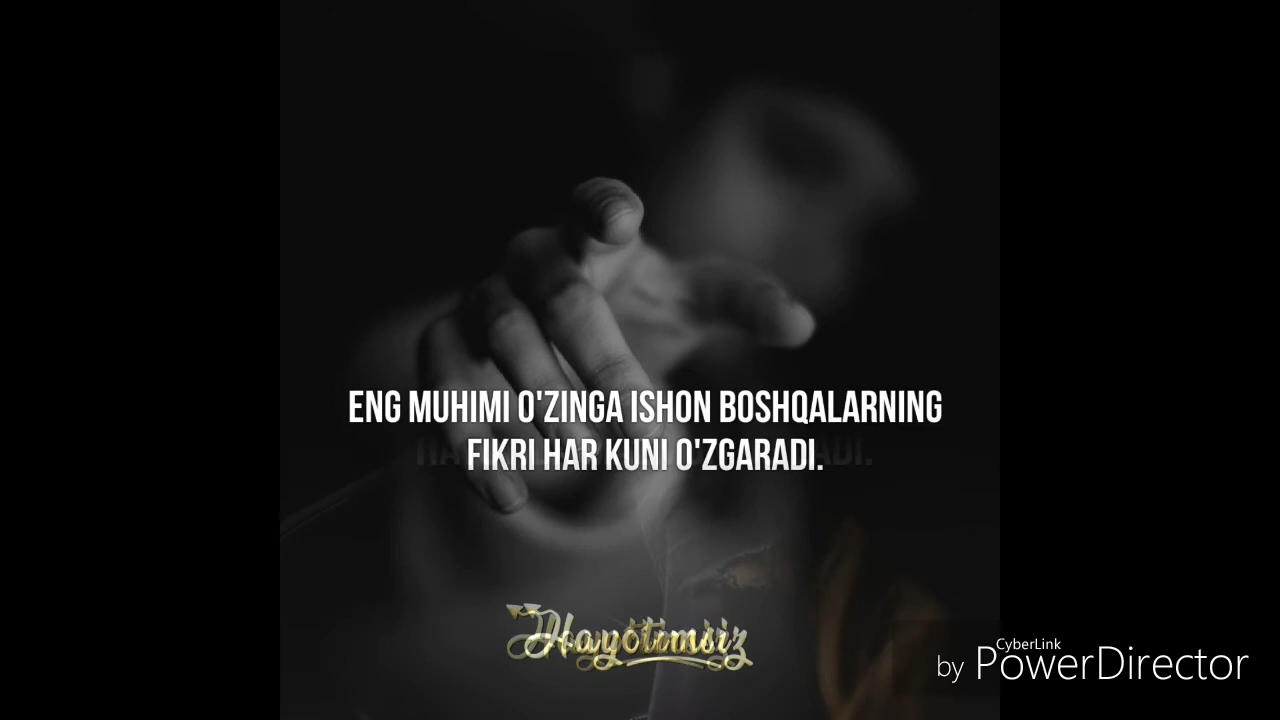 ENG MUHIMI O'ZINGA ISHON BOSHQALARNING
FIKRI HAR KUNI O'ZGARADI.
Hayotimsiz
CyberLink
by PowerDirector